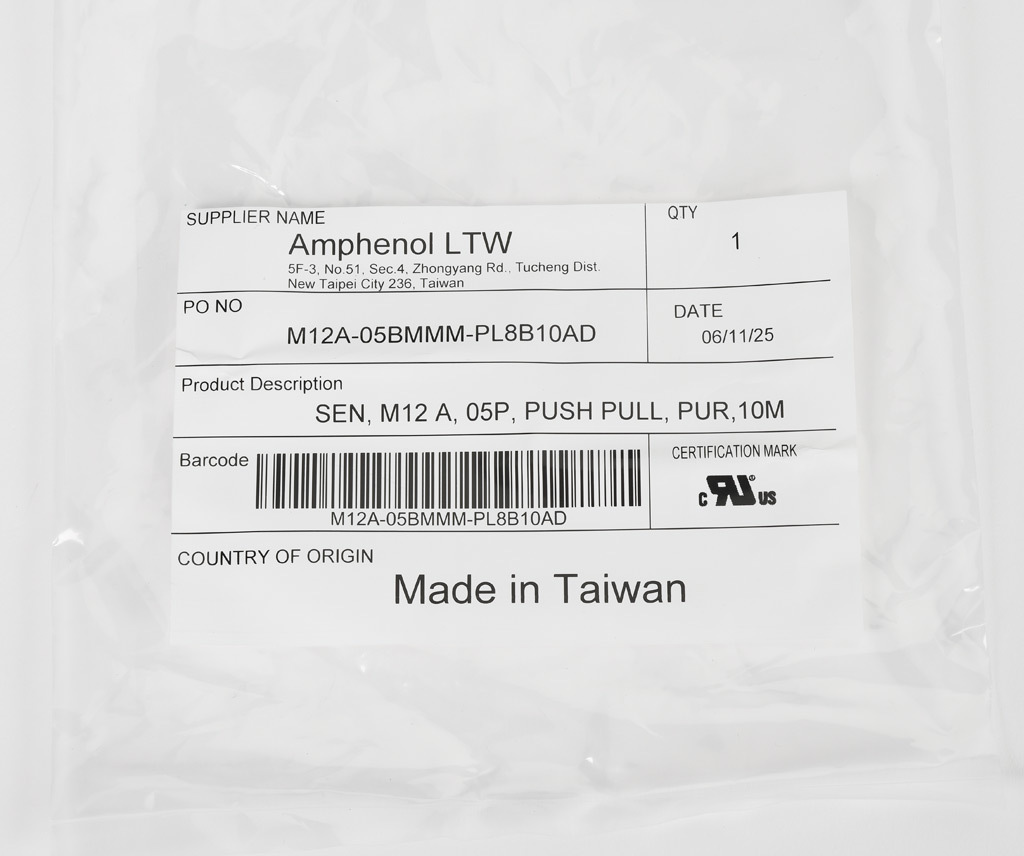 SUPPLIER NAME
Amphenol LTW
5F-3, No.51, Sec.4, Zhongyang Rd., Tucheng Dist.
New Taipei City 236, Taiwan
QTY
1
PO NO
M12A-05BMMM-PL8B10AD
DATE
06/11/25
Product Description
SEN, M12 A, 05P, PUSH PULL, PUR,10M
Barcode
M12A-05BMMM-PL8B10AD
CERTIFICATION MARK
c RU® US
COUNTRY OF ORIGIN
Made in Taiwan